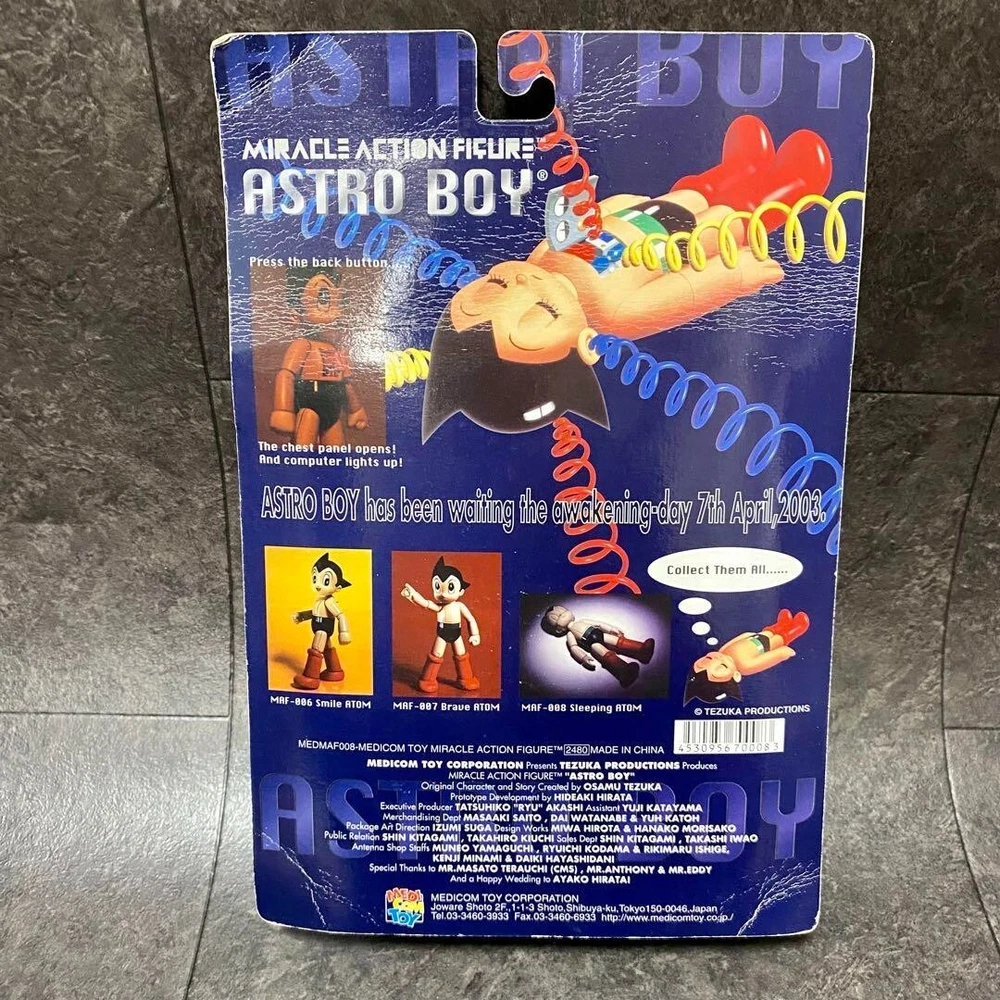 ASTRO BOY
MIRACLE ACTION FIGURE™
ASTRO BOY®
Press the back button,
The chest panel opens!
And computer lights up!
ASTRO BOY has been waiting the awakening-day 7th April,2003.
Collect Them All......
MAF-006 Smile ATOM
MAF-007 Brave ATOM
MAF-008 Sleeping ATOM
© TEZUKA PRODUCTIONS
4530956700083
MEDMAF008-MEDICOM TOY MIRACLE ACTION FIGURE™ 2480 MADE IN CHINA
MEDICOM TOY CORPORATION Presents TEZUKA PRODUCTIONS Produces
MIRACLE ACTION FIGURE™ "ASTRO BOY"
Original Character and Story Created by OSAMU TEZUKA
Prototype Development by HIDEAKI HIRATA
Executive Producer TATSUHIKO "RYU" AKASHI Assistant YUJI KATAYAMA
Merchandising Dept MASAAKI SAITO , DAI WATANABE & YUH KATOH
Package Art Direction IZUMI SUGA Design Works MIWA HIROTA & HANAKO MORISAKO
Public Relation SHIN KITAGAMI , TAKAHIRO KIUCHI Sales Dept SHIN KITAGAMI , TAKASHI IWAO
Antenna Shop Staffs MUNEO YAMAGUCHI , RYUICHI KODAMA & RIKIMARU ISHIGE,
KENJI MINAMI & DAIKI HAYASHIDANI
Special Thanks to MR.MASATO TERAUCHI (CMS) , MR.ANTHONY & MR.EDDY
And a Happy Wedding to AYAKO HIRATAI
ASTRO BOY
MEDI
COM
TOY
MEDICOM TOY CORPORATION
Joware Shoto 2F.,1-1-3 Shoto,Shibuya-ku,Tokyo150-0046,Japan
Tel.03-3460-3933 Fax.03-3460-6933 http://www.medicomtoy.co.jp/